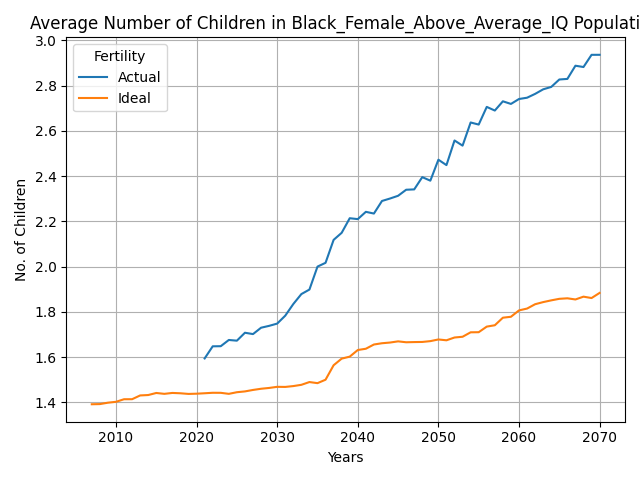 Average Number of Children in Black_Female_Above_Average_IQ Populati
Fertility
Actual
Ideal
No. of Children
3.0
2.8
2.6
2.4
2.2
2.0
1.8
1.6
1.4
2010 2020 2030 2040 2050 2060 2070
Years